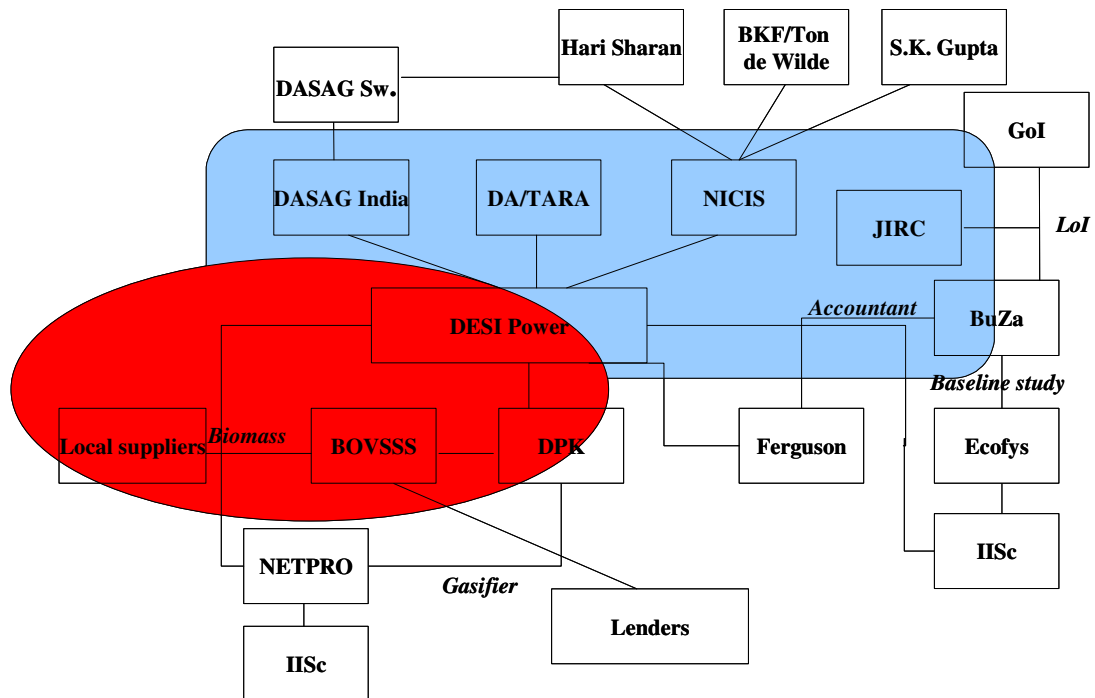 Hari Sharan
BKF/Ton
de Wilde
S.K. Gupta
DASAG Sw.
GoI
DASAG India
DA/TARA
NICIS
JIRC
LoI
DESI Power
Accountant
BuZa
Baseline study
Local suppliers
Biomass
BOVSSS
DPK
Ferguson
Ecofys
NETPRO
Gasifier
IISc
Lenders
IISc